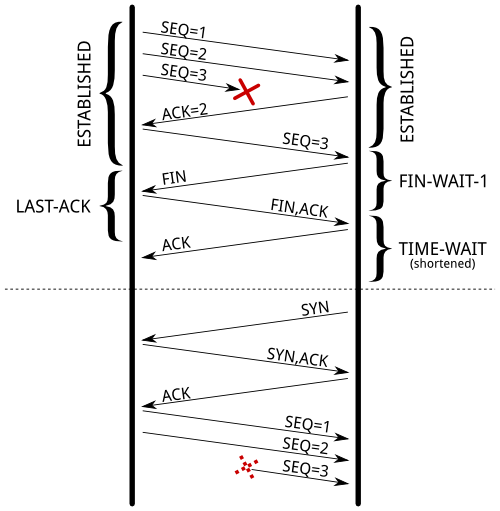 SEQ=1
SEQ=2
SEQ=3
ESTABLISHED
ESTABLISHED
ACK=2
SEQ=3
FIN
FIN-WAIT-1
LAST-ACK
FIN,ACK
ACK
TIME-WAIT
(shortened)
SYN
SYN,ACK
ACK
SEQ=1
SEQ=2
SEQ=3